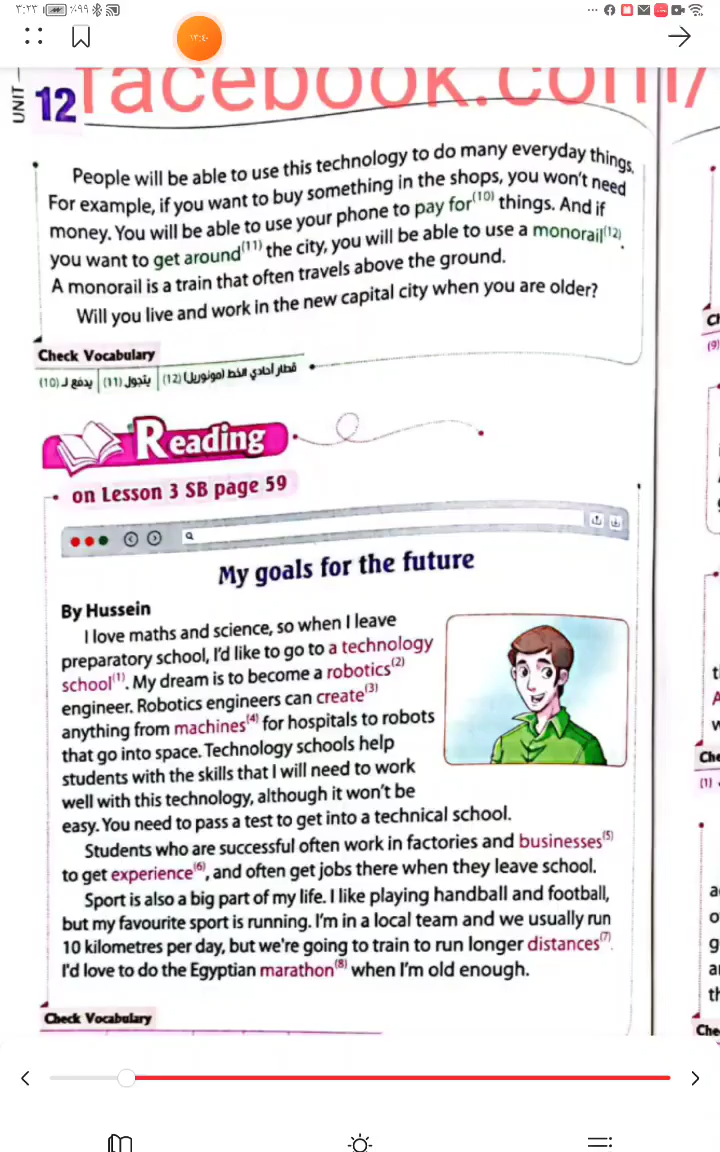 ٣:٢٣ ٪٩٩
UNIT 12
facebook.com/
People will be able to use this technology to do many everyday things.
For example, if you want to buy something in the shops, you won't need
money. You will be able to use your phone to pay for(10) things. And if
you want to get around(11) the city, you will be able to use a monorail(12).
A monorail is a train that often travels above the ground.
Will you live and work in the new capital city when you are older?
Check Vocabulary
(10) يدفع لـ (11) يتجول (12) قطار أحادي الخط (مونوريل)
Reading
on Lesson 3 SB page 59
My goals for the future
By Hussein
I love maths and science, so when I leave
preparatory school, I'd like to go to a technology
school(1). My dream is to become a robotics(2)
engineer. Robotics engineers can create(3)
anything from machines(4) for hospitals to robots
that go into space. Technology schools help
students with the skills that I will need to work
well with this technology, although it won't be
easy. You need to pass a test to get into a technical school.
Students who are successful often work in factories and businesses(5)
to get experience(6), and often get jobs there when they leave school.
Sport is also a big part of my life. I like playing handball and football,
but my favourite sport is running. I'm in a local team and we usually run
10 kilometres per day, but we're going to train to run longer distances(7).
I'd love to do the Egyptian marathon(8) when I'm old enough.
Check Vocabulary
(9)
(1)